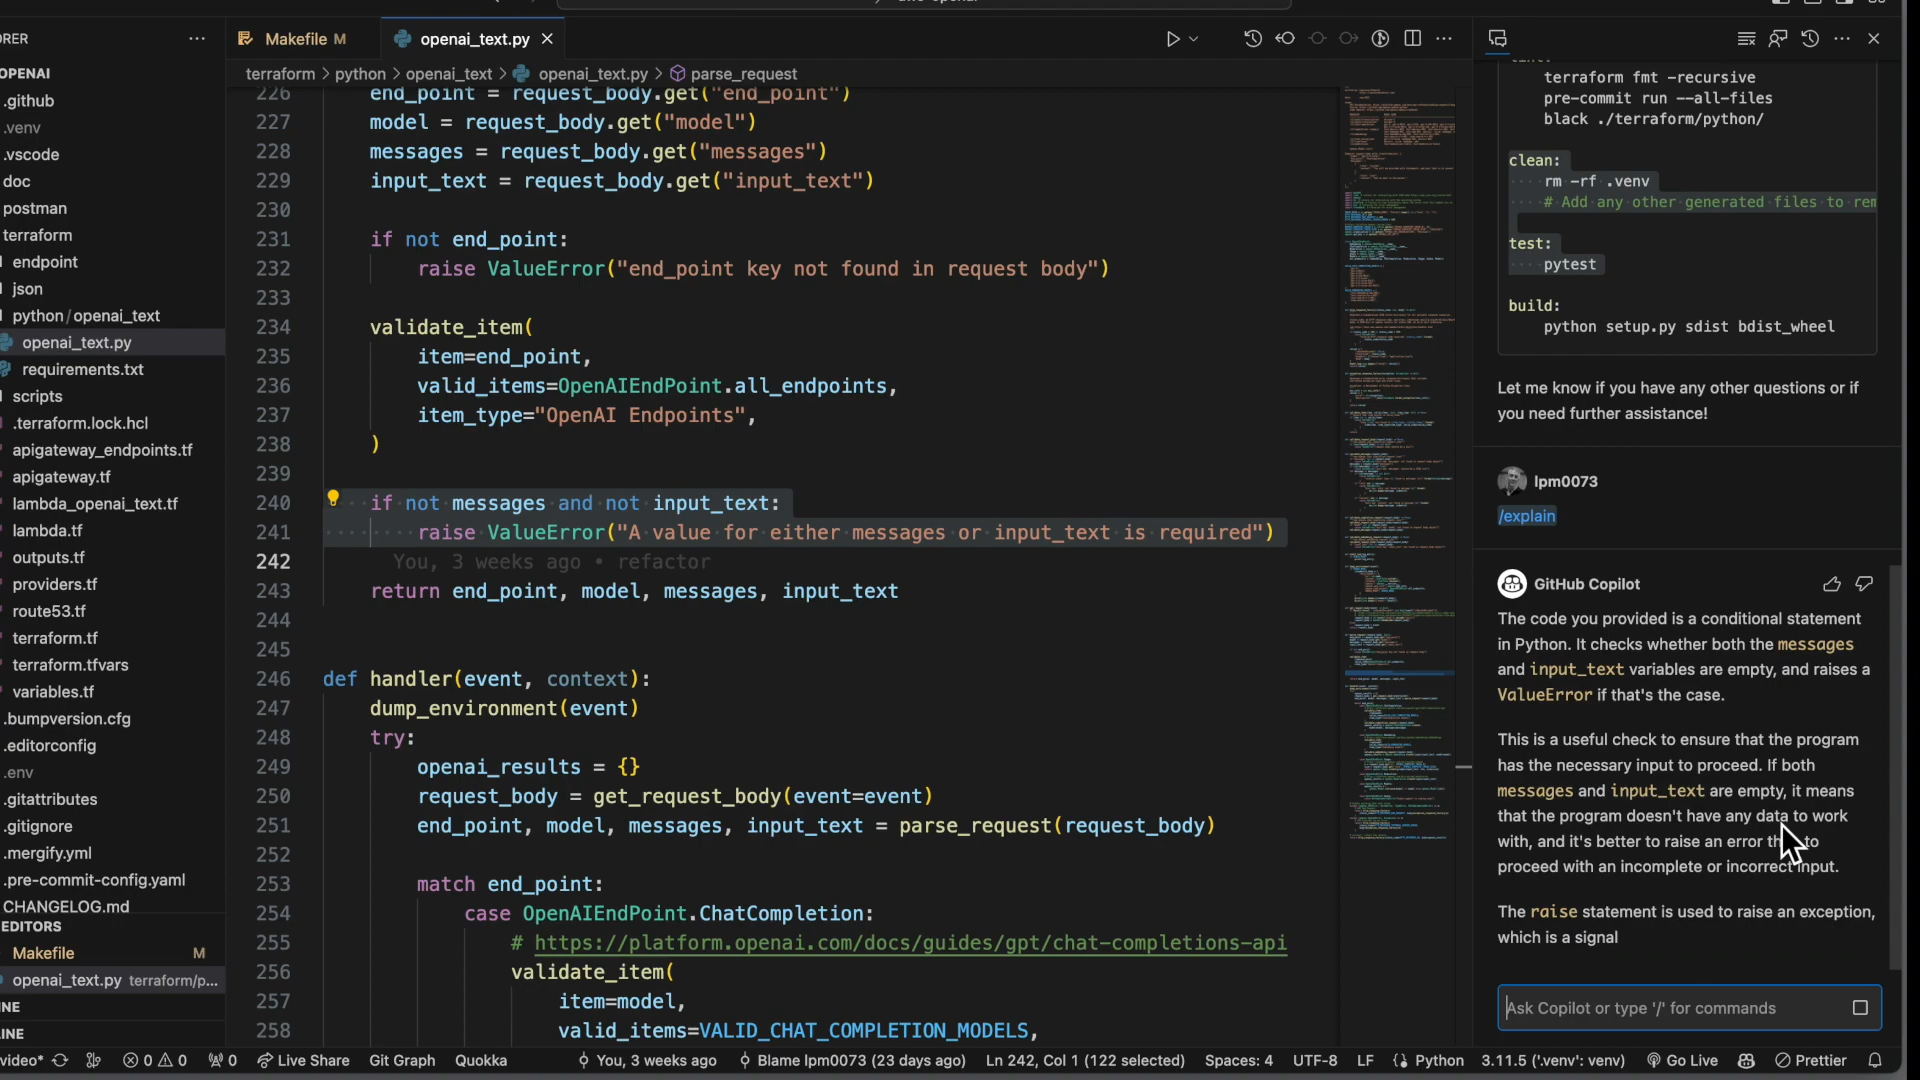 ORER
Makefile M
openai_text.py
terraform > python > openai_text > openai_text.py > parse_request
OPENAI
.github
.venv
.vscode
doc
postman
terraform
endpoint
json
python/openai_text
openai_text.py
requirements.txt
scripts
.terraform.lock.hcl
apigateway_endpoints.tf
apigateway.tf
lambda_openai_text.tf
lambda.tf
outputs.tf
providers.tf
route53.tf
terraform.tf
terraform.tfvars
variables.tf
.bumpversion.cfg
.editorconfig
.env
.gitattributes
.gitignore
.mergify.yml
.pre-commit-config.yaml
CHANGELOG.md
EDITORS
Makefile M
openai_text.py terraform/p...
INE
LINE
226 end_point = request_body.get("end_point")
227 model = request_body.get("model")
228 messages = request_body.get("messages")
229 input_text = request_body.get("input_text")
230
231 if not end_point:
232 raise ValueError("end_point key not found in request body")
233
234 validate_item(
235 item=end_point,
236 valid_items=OpenAIEndPoint.all_endpoints,
237 item_type="OpenAI Endpoints",
238 )
239
240 if not messages and not input_text:
241 raise ValueError("A value for either messages or input_text is required")
242 You, 3 weeks ago • refactor
243 return end_point, model, messages, input_text
244
245
246 def handler(event, context):
247 dump_environment(event)
248 try:
249 openai_results = {}
250 request_body = get_request_body(event=event)
251 end_point, model, messages, input_text = parse_request(request_body)
252
253 match end_point:
254 case OpenAIEndPoint.ChatCompletion:
255 # https://platform.openai.com/docs/guides/gpt/chat-completions-api
256 validate_item(
257 item=model,
258 valid_items=VALID_CHAT_COMPLETION_MODELS,
terraform fmt -recursive
pre-commit run --all-files
black ./terraform/python/
clean:
rm -rf .venv
# Add any other generated files to rem
test:
pytest
build:
python setup.py sdist bdist_wheel
Let me know if you have any other questions or if
you need further assistance!
lpm0073
/explain
GitHub Copilot
The code you provided is a conditional statement
in Python. It checks whether both the messages
and input_text variables are empty, and raises a
ValueError if that's the case.
This is a useful check to ensure that the program
has the necessary input to proceed. If both
messages and input_text are empty, it means
that the program doesn't have any data to work
with, and it's better to raise an error th to
proceed with an incomplete or incorrect input.
The raise statement is used to raise an exception,
which is a signal
Ask Copilot or type '/' for commands
video* 0 0 0 Live Share Git Graph Quokka You, 3 weeks ago Blame lpm0073 (23 days ago) Ln 242, Col 1 (122 selected) Spaces: 4 UTF-8 LF {} Python 3.11.5 ('.venv': venv) Go Live Prettier